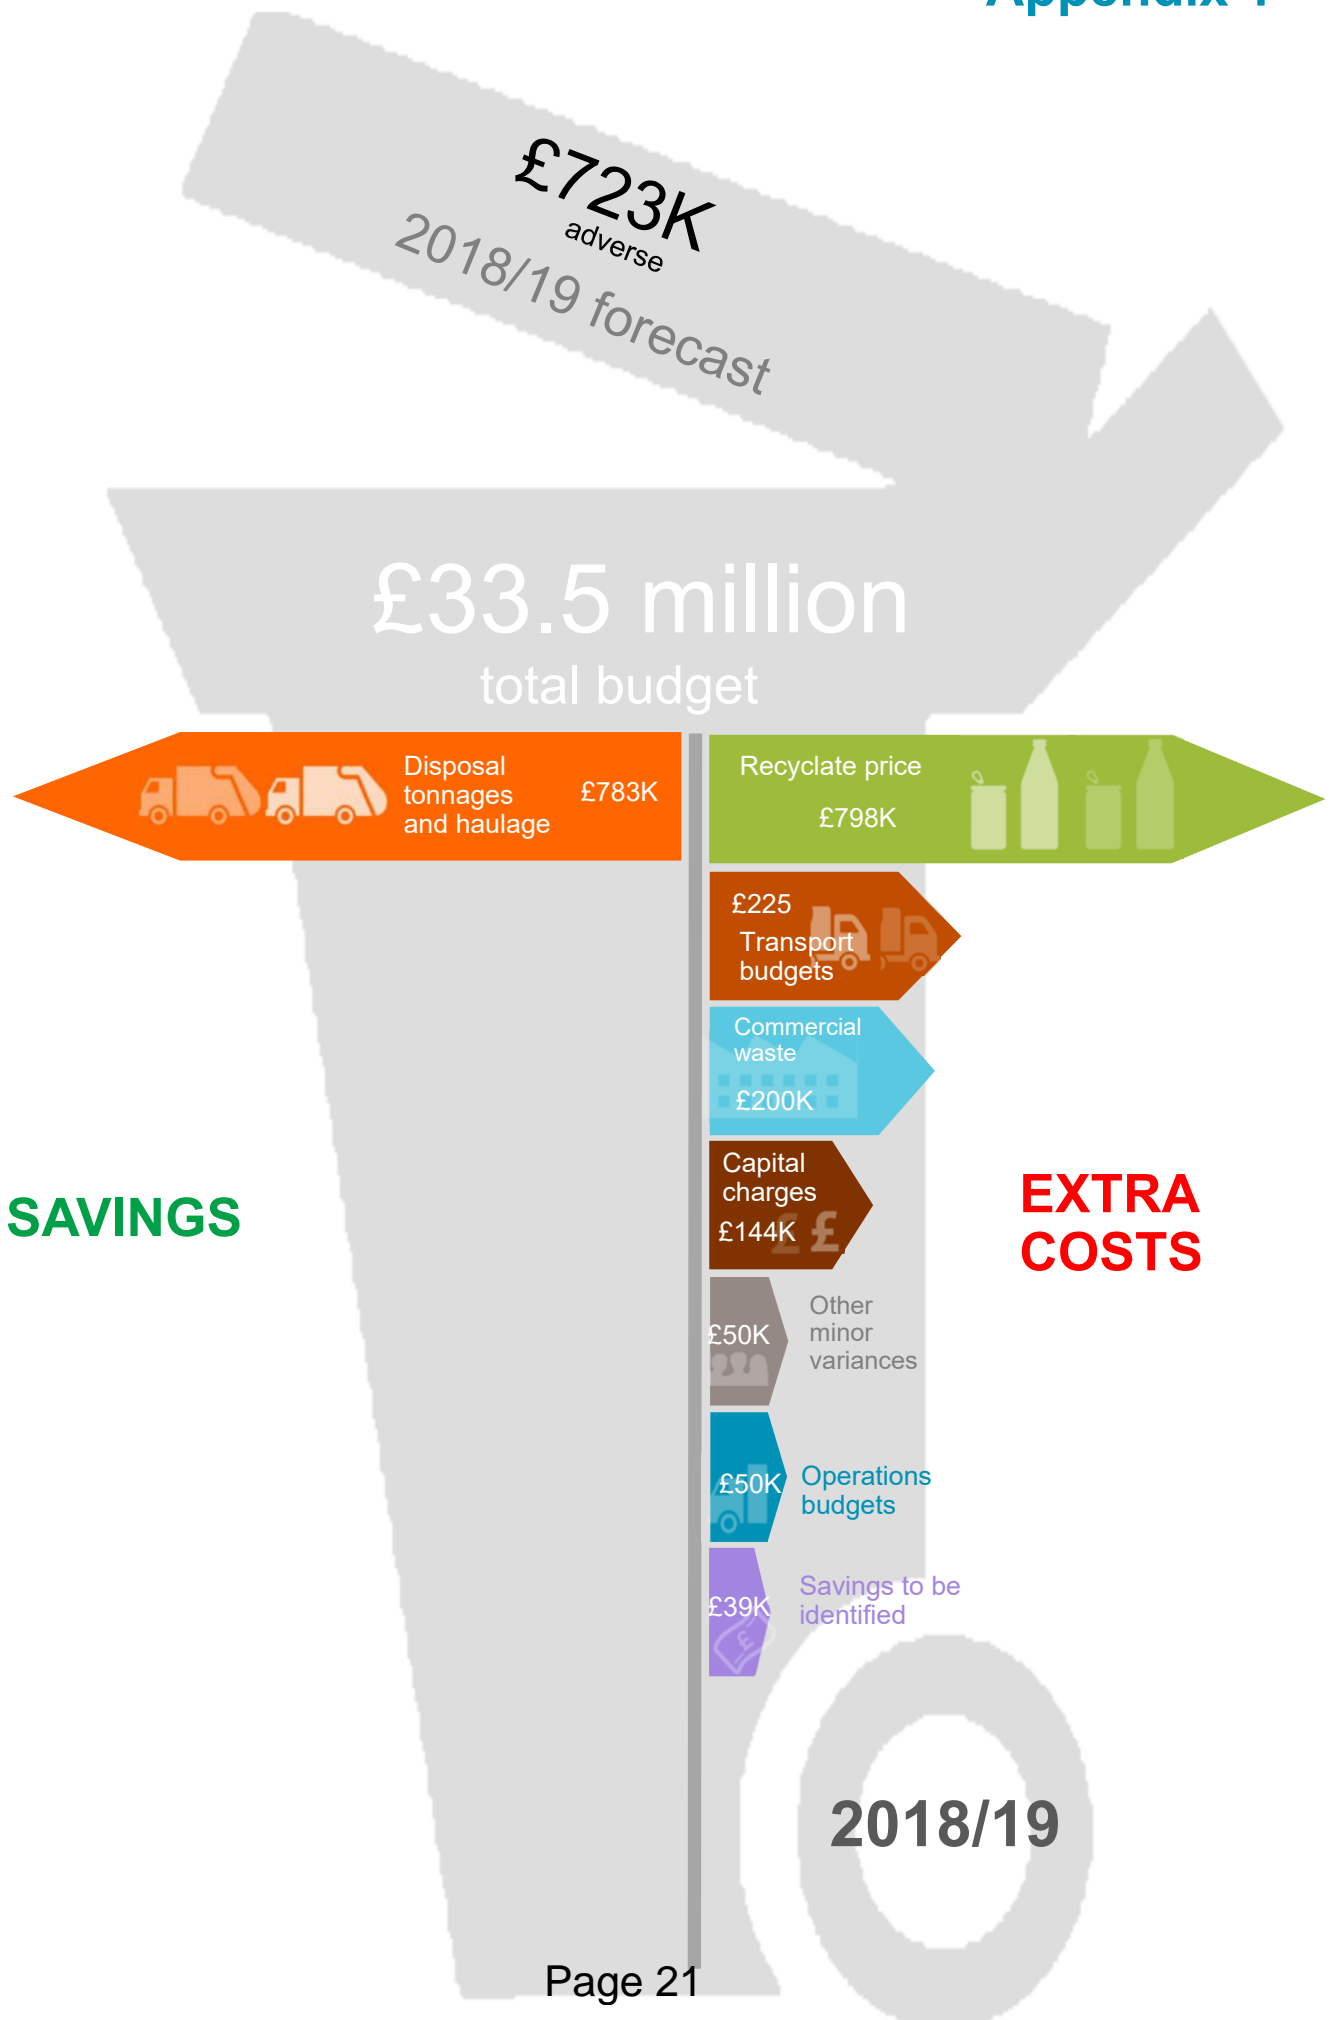 £723K
adverse
2018/19 forecast
£33.5 million
total budget
Disposal
tonnages
and haulage
£783K
Recyclate price
£798K
£225
Transport
budgets
Commercial
waste
£200K
Capital
charges
£144K
SAVINGS
EXTRA
COSTS
£50K
Other
minor
variances
£50K
Operations
budgets
£39K
Savings to be
identified
2018/19
Page 21